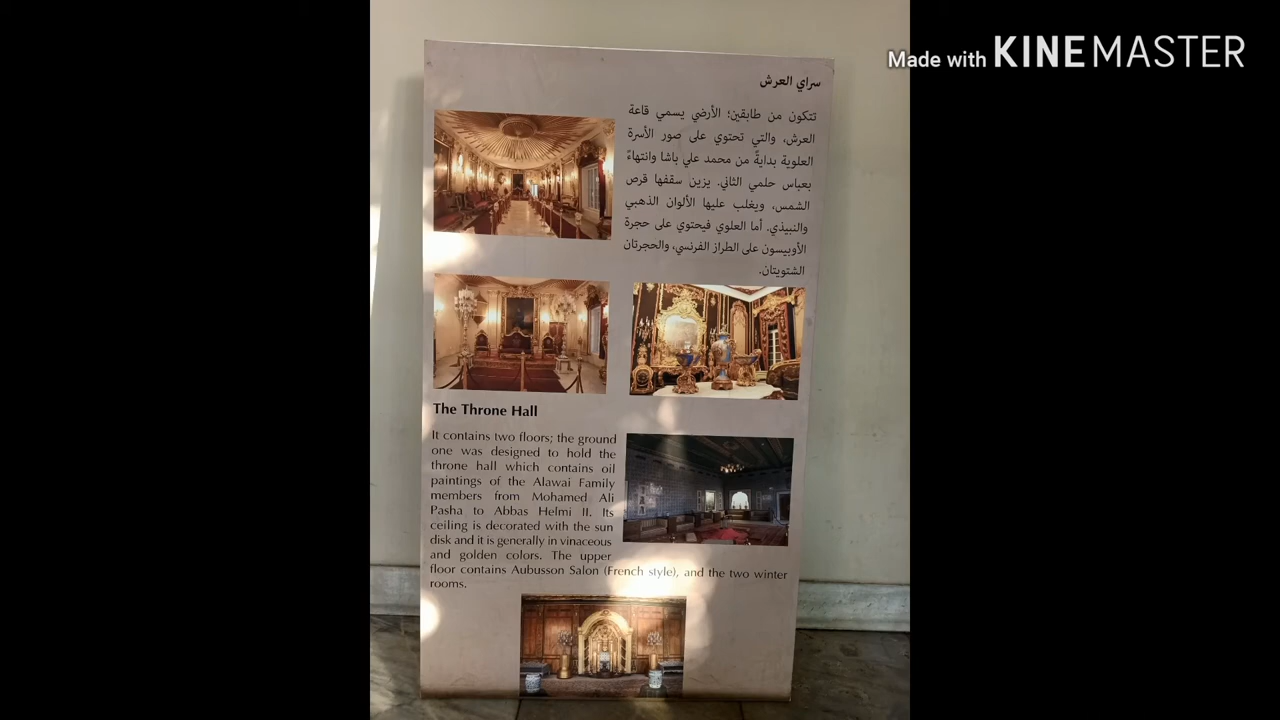 Made with KINEMASTER
سراي العرش
تتكون من طابقين؛ الأرضي يسمي قاعة
العرش، والتي تحتوي على صور الأسرة
العلوية بدايةً من محمد علي باشا وانتهاءً
بعباس حلمي الثاني. يزين سقفها قرص
الشمس، ويغلب عليها الألوان الذهبي
والنبيذي. أما العلوي فيحتوي على حجرة
الأوبيسون على الطراز الفرنسي، والحجرتان
الشتويتان.
The Throne Hall
It contains two floors; the ground
one was designed to hold the
throne hall which contains oil
paintings of the Alawai Family
members from Mohamed Ali
Pasha to Abbas Helmi II. Its
ceiling is decorated with the sun
disk and it is generally in vinaceous
and golden colors. The upper
floor contains Aubusson Salon (French style), and the two winter
rooms.